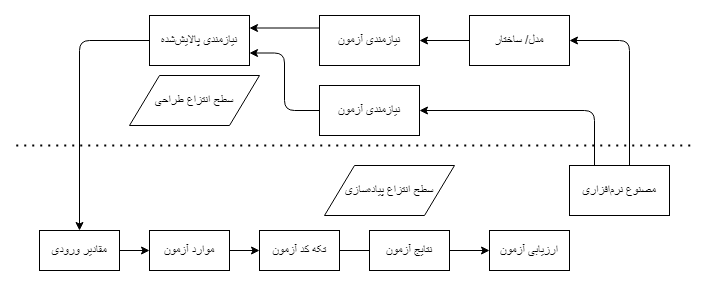 مدل/ ساختار
نیازمندی آزمون
نیازمندی پالایش‌شده
سطح انتزاع طراحی
نیازمندی آزمون
سطح انتزاع پیاده‌سازی
مصنوع نرم‌افزاری
مقادیر ورودی
موارد آزمون
تکه کد آزمون
نتایج آزمون
ارزیابی آزمون